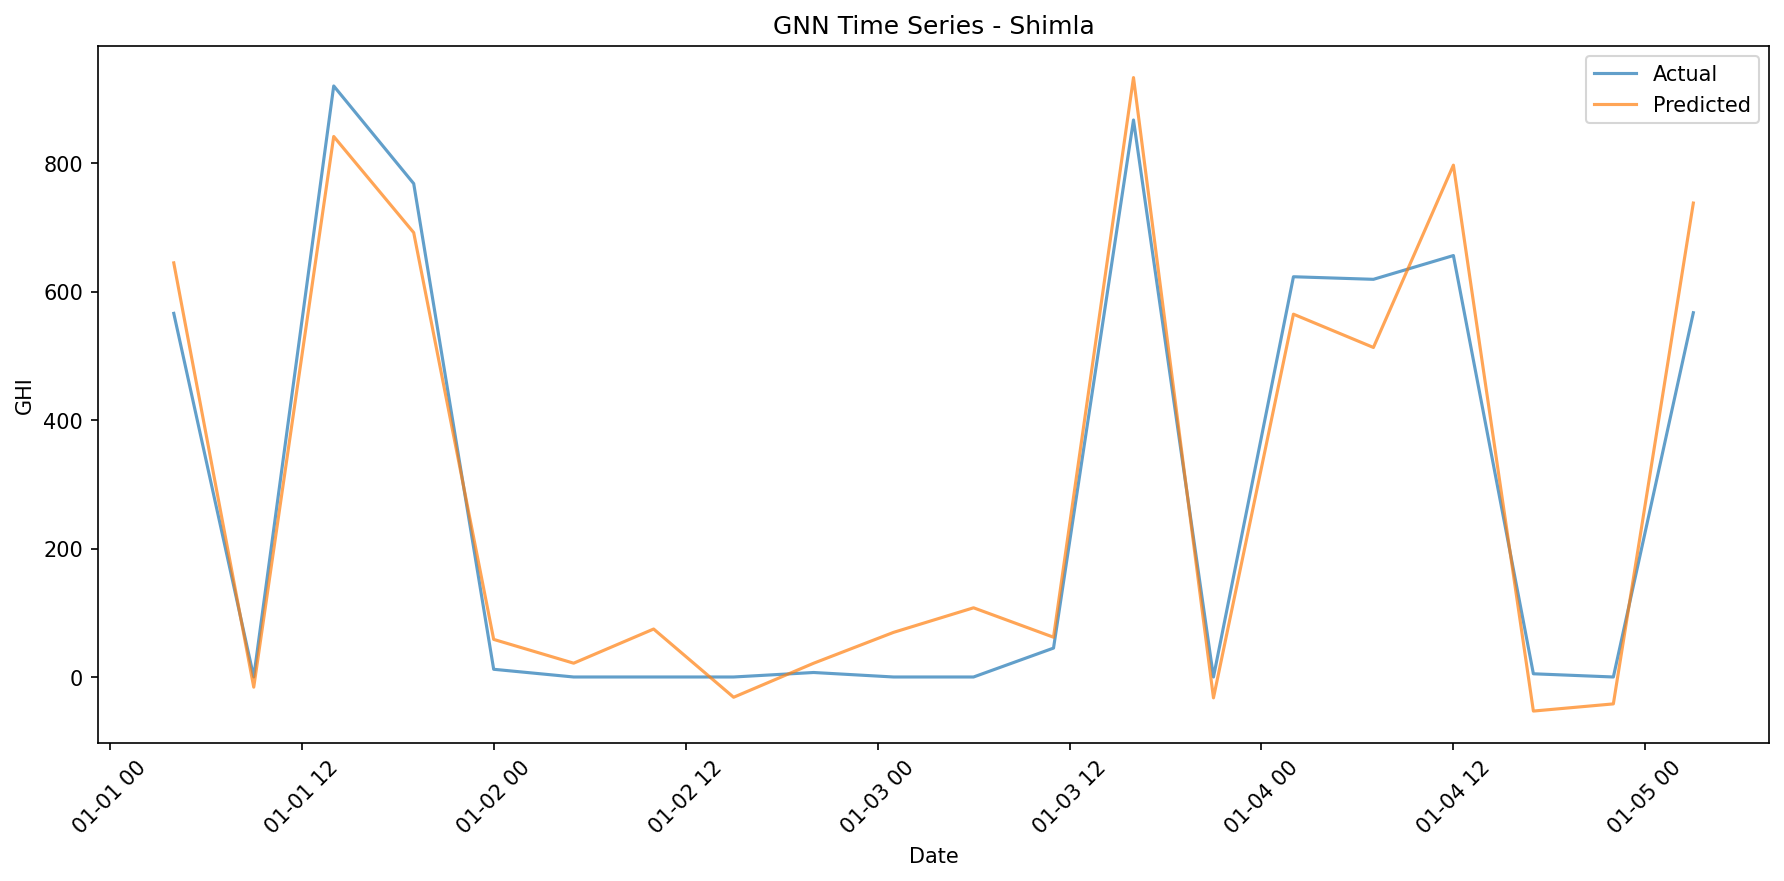 GNN Time Series - Shimla
Actual
Predicted
GHI
800
600
400
200
0
01-01 00
01-01 12
01-02 00
01-02 12
01-03 00
01-03 12
01-04 00
01-04 12
01-05 00
Date